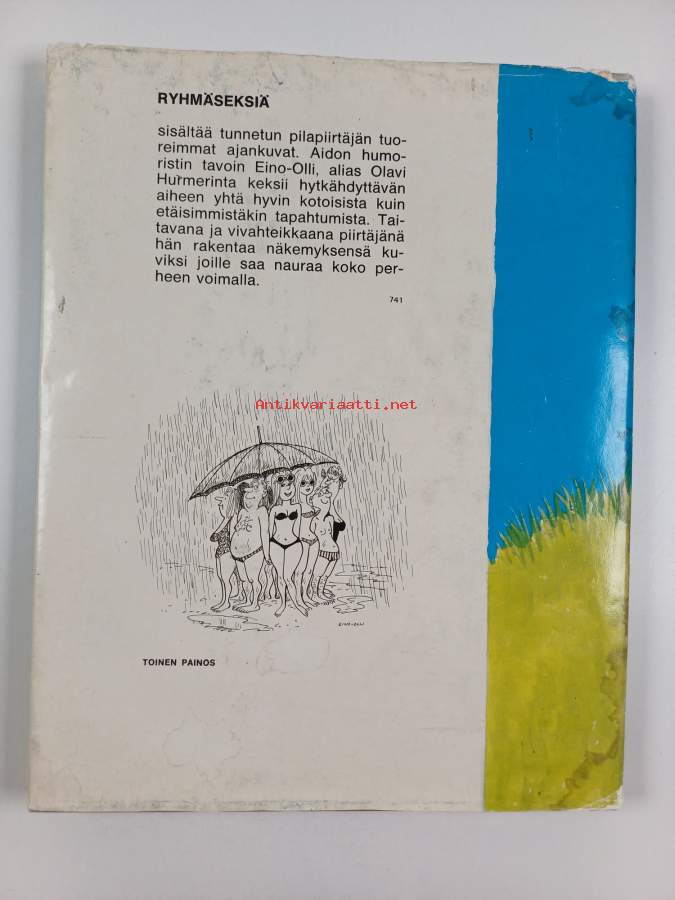 RYHMÄSEKSIÄ
sisältää tunnetun pilapiirtäjän tuo-
reimmat ajankuvat. Aidon humo-
ristin tavoin Eino-Olli, alias Olavi
Hurmerinta keksii hytkähdyttävän
aiheen yhtä hyvin kotoisista kuin
etäisimmistäkin tapahtumista. Tai-
tavana ja vivahteikkaana piirtäjänä
hän rakentaa näkemyksensä ku-
viksi joille saa nauraa koko per-
heen voimalla.
741
Antikvariaatti.net
EINO-OLLI
TOINEN PAINOS